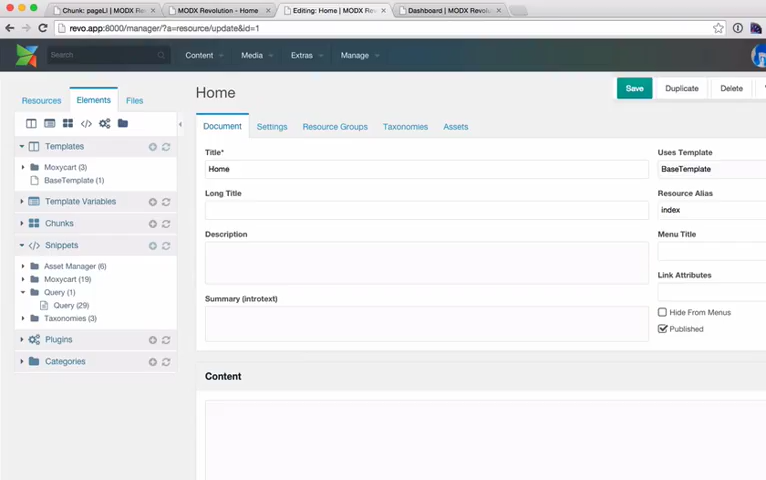 Chunk: pageLi | MODX Re
MODX Revolution - Home
Editing: Home | MODX Rev
Dashboard | MODX Revolu
revo.app:8000/manager/?a=resource/update&id=1
Search
Content
Media
Extras
Manage
Resources
Elements
Files
Home
Save
Duplicate
Delete
Document
Settings
Resource Groups
Taxonomies
Assets
Templates
Moxycart (3)
BaseTemplate (1)
Template Variables
Chunks
Snippets
Asset Manager (6)
Moxycart (19)
Query (1)
Query (29)
Taxonomies (3)
Plugins
Categories
Title*
Home
Long Title
Description
Summary (introtext)
Uses Template
BaseTemplate
Resource Alias
index
Menu Title
Link Attributes
Hide From Menus
Published
Content